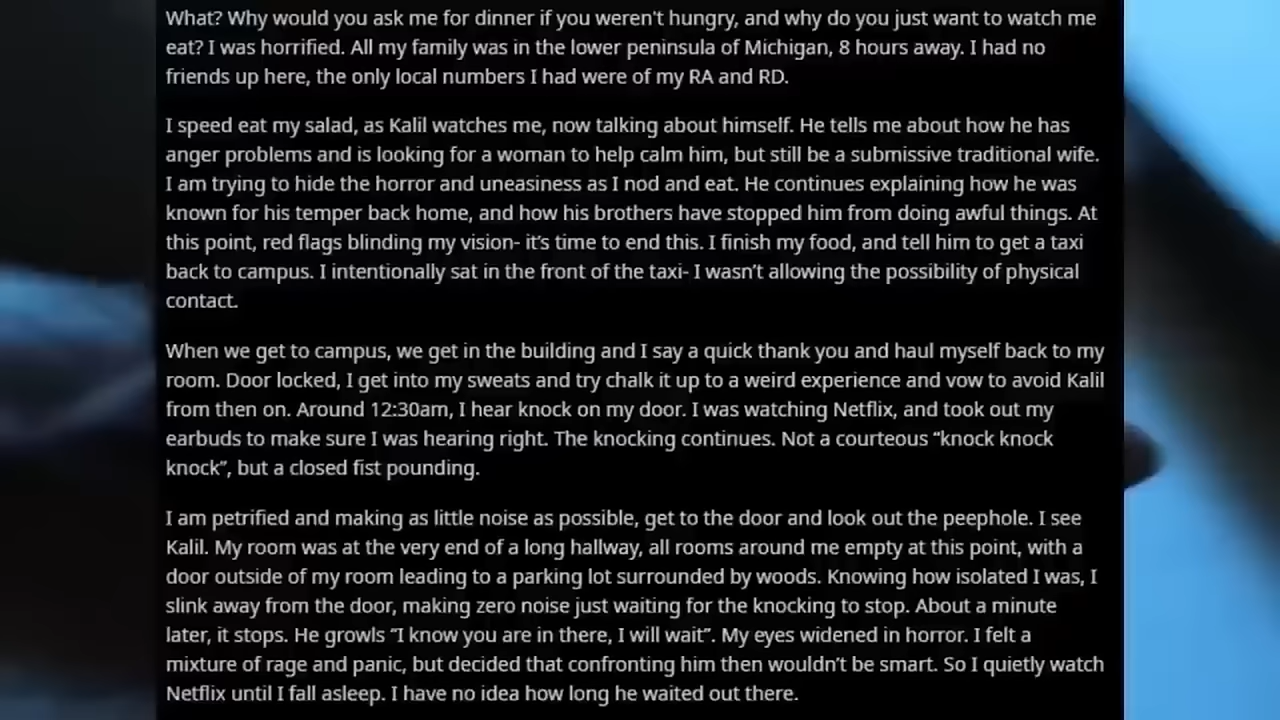 What? Why would you ask me for dinner if you weren't hungry, and why do you just want to watch me
eat? I was horrified. All my family was in the lower peninsula of Michigan, 8 hours away. I had no
friends up here, the only local numbers I had were of my RA and RD.
I speed eat my salad, as Kalil watches me, now talking about himself. He tells me about how he has
anger problems and is looking for a woman to help calm him, but still be a submissive traditional wife.
I am trying to hide the horror and uneasiness as I nod and eat. He continues explaining how he was
known for his temper back home, and how his brothers have stopped him from doing awful things. At
this point, red flags blinding my vision- it’s time to end this. I finish my food, and tell him to get a taxi
back to campus. I intentionally sat in the front of the taxi- I wasn’t allowing the possibility of physical
contact.
When we get to campus, we get in the building and I say a quick thank you and haul myself back to my
room. Door locked, I get into my sweats and try chalk it up to a weird experience and vow to avoid Kalil
from then on. Around 12:30am, I hear knock on my door. I was watching Netflix, and took out my
earbuds to make sure I was hearing right. The knocking continues. Not a courteous “knock knock
knock”, but a closed fist pounding.
I am petrified and making as little noise as possible, get to the door and look out the peephole. I see
Kalil. My room was at the very end of a long hallway, all rooms around me empty at this point, with a
door outside of my room leading to a parking lot surrounded by woods. Knowing how isolated I was, I
slink away from the door, making zero noise just waiting for the knocking to stop. About a minute
later, it stops. He growls “I know you are in there, I will wait”. My eyes widened in horror. I felt a
mixture of rage and panic, but decided that confronting him then wouldn’t be smart. So I quietly watch
Netflix until I fall asleep. I have no idea how long he waited out there.